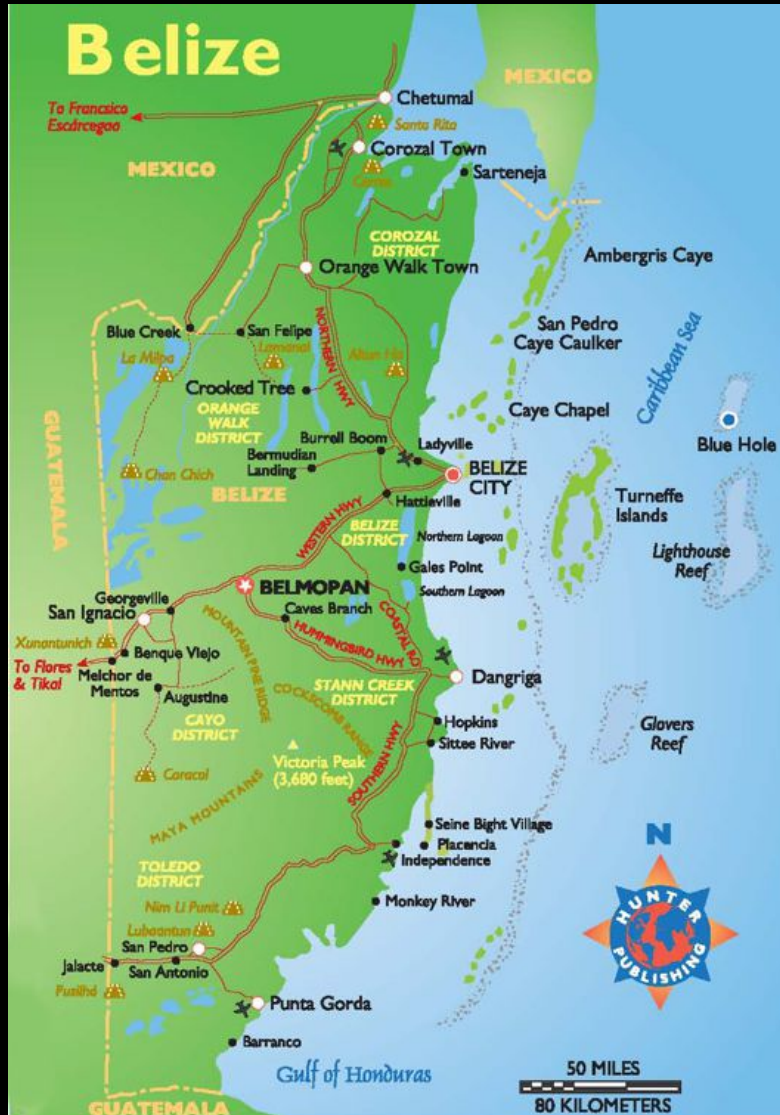 Belize
MEXICO
Chetumal
To Francsico
Escárcegao
Santa Rita
Corozal Town
MEXICO
Cerros
Sarteneja
COROZAL
DISTRICT
Ambergris Caye
Orange Walk Town
Blue Creek
San Felipe
San Pedro
Caye Caulker
Caribbean Sea
La Milpa
Lamanai
Altun Ha
NORTHERN HWY
Crooked Tree
ORANGE
WALK
DISTRICT
Caye Chapel
Blue Hole
GUATEMALA
Burrell Boom
Ladyville
Bermudian
Landing
Chan Chich
BELIZE
BELIZE
CITY
Hattieville
Turneffe
Islands
WESTERN HWY
BELIZE
DISTRICT
Northern Lagoon
Lighthouse
Reef
Gales Point
Southern Lagoon
BELMOPAN
Georgeville
San Ignacio
Caves Branch
COASTAL RD
Xunantunich
Benque Viejo
HUMMINGBIRD HWY
MOUNTAIN PINE RIDGE
To Flores
& Tikal
Melchor de
Mentos
Augustine
STANN CREEK
DISTRICT
Dangriga
COCKSCOMB RANGE
CAYO
DISTRICT
Hopkins
Sittee River
Glovers
Reef
Victoria Peak
(3,680 feet)
Caracol
SOUTHERN HWY
MAYA MOUNTAINS
Seine Bight Village
Placencia
Independence
TOLEDO
DISTRICT
Nim Li Punit
Monkey River
Lubaantun
San Pedro
Jalacte
San Antonio
Pusilhá
Punta Gorda
Barranco
Gulf of Honduras
GUATEMALA
N
HUNTER
PUBLISHING
50 MILES
80 KILOMETERS